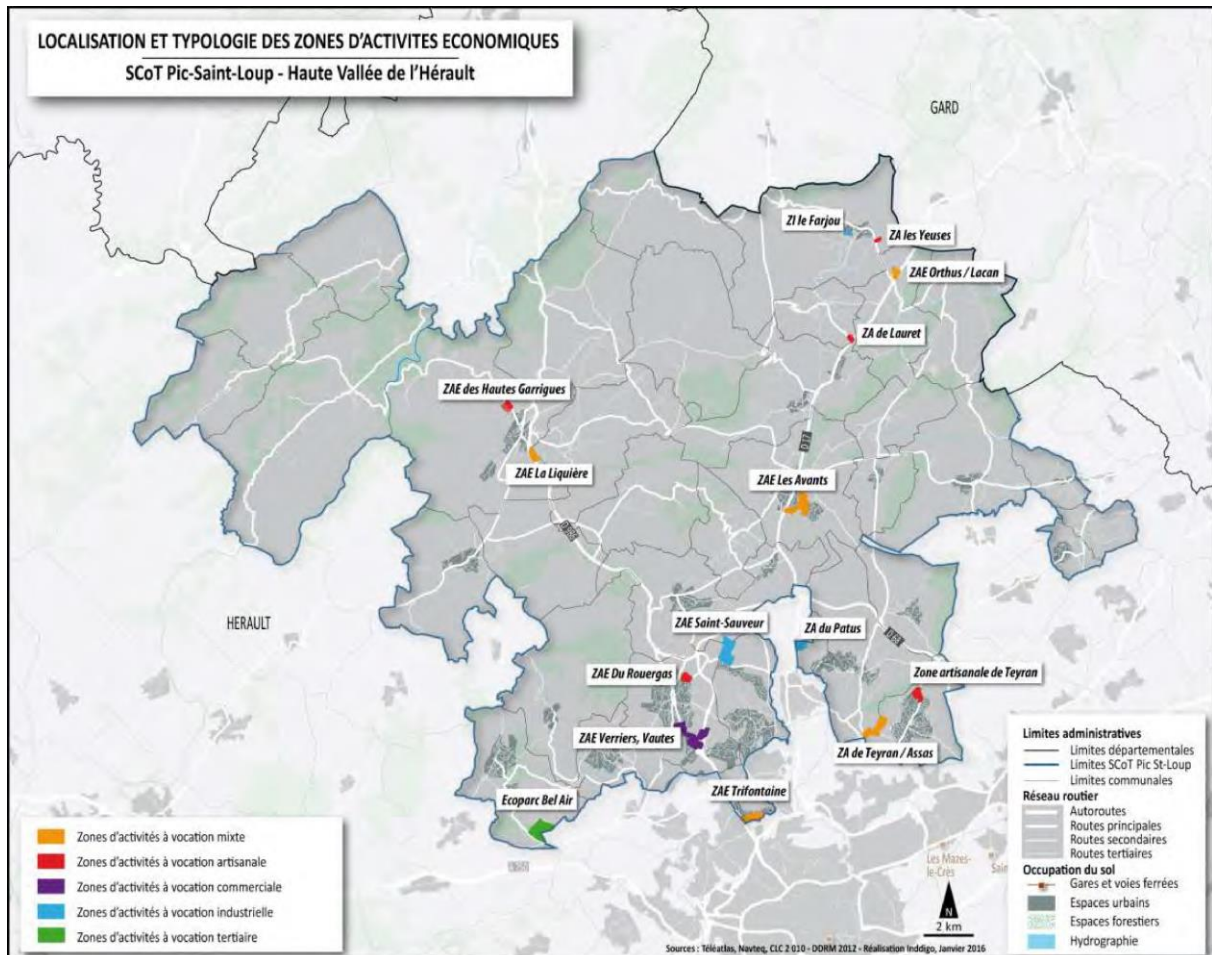 LOCALISATION ET TYPOLOGIE DES ZONES D'ACTIVITES ECONOMIQUES
SCoT Pic-Saint-Loup - Haute Vallée de l'Hérault
GARD
ZI le Farjou
ZA les Yeuses
ZAE Orthus / Lacan
ZA de Lauret
ZAE des Hautes Garrigues
D17
ZAE La Liquière
ZAE Les Avants
D986
HERAULT
ZAE Saint-Sauveur
ZA du Patus
D68
ZAE Du Rouergas
Zone artisanale de Teyran
ZAE Verriers, Vautes
ZA de Teyran / Assas
Ecoparc Bel Air
ZAE Trifontaine
Les Mazes-
le-Crès
N
2 km
Zones d'activités à vocation mixte
Zones d'activités à vocation artisanale
Zones d'activités à vocation commerciale
Zones d'activités à vocation industrielle
Zones d'activités à vocation tertiaire
Limites administratives
Limites départementales
Limites SCoT Pic St-Loup
Limites communales
Réseau routier
Autoroutes
Routes principales
Routes secondaires
Routes tertiaires
Occupation du sol
Gares et voies ferrées
Espaces urbains
Espaces forestiers
Hydrographie
Sources : Téléatlas, Navteq, CLC 2 010 - DDRM 2012 - Réalisation Inddigo, Janvier 2016